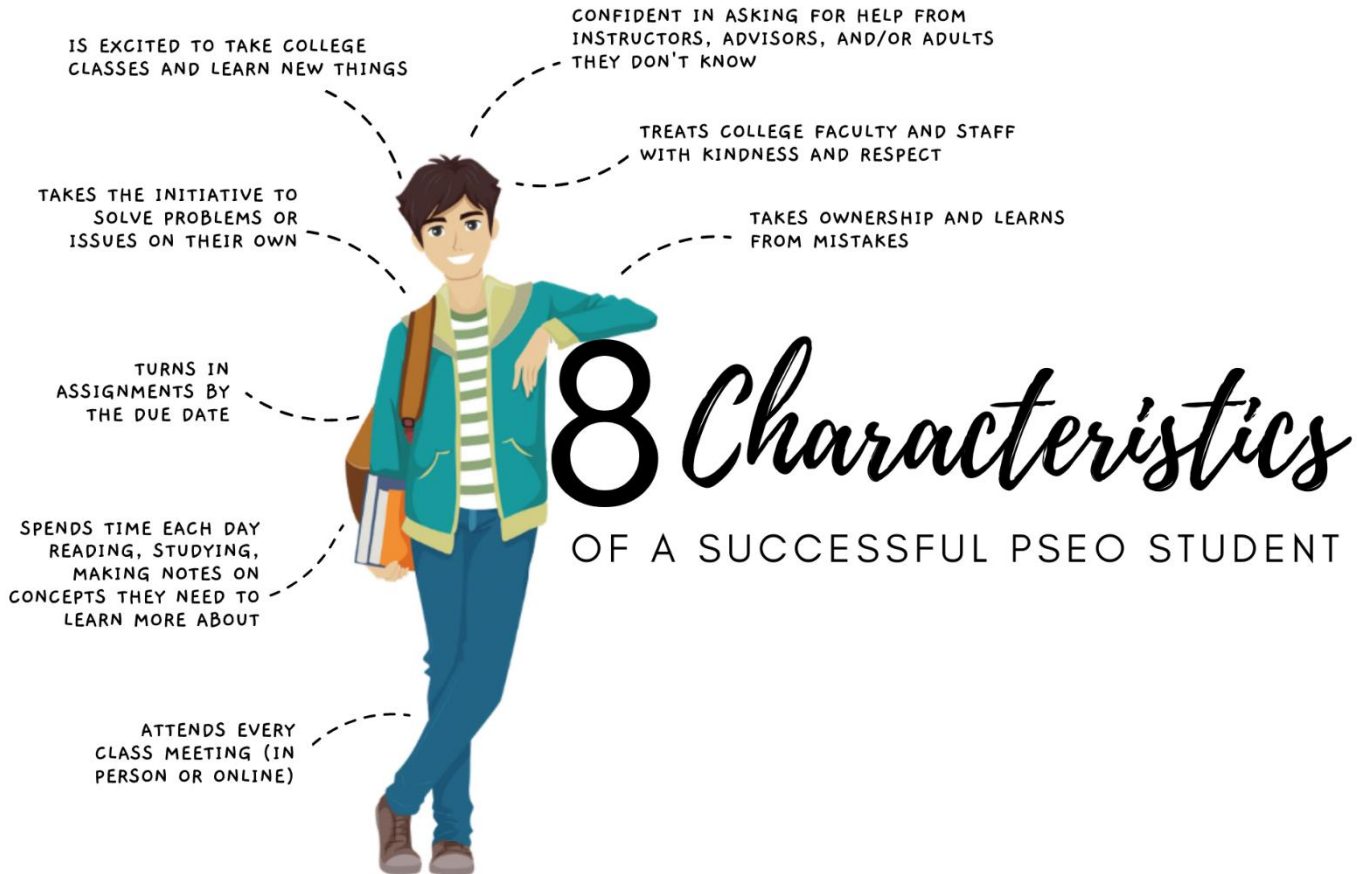 IS EXCITED TO TAKE COLLEGE
CLASSES AND LEARN NEW THINGS
CONFIDENT IN ASKING FOR HELP FROM
INSTRUCTORS, ADVISORS, AND/OR ADULTS
THEY DON'T KNOW
TREATS COLLEGE FACULTY AND STAFF
WITH KINDNESS AND RESPECT
TAKES THE INITIATIVE TO
SOLVE PROBLEMS OR
ISSUES ON THEIR OWN
TAKES OWNERSHIP AND LEARNS
FROM MISTAKES
TURNS IN
ASSIGNMENTS BY
THE DUE DATE
8 Characteristics
OF A SUCCESSFUL PSEO STUDENT
SPENDS TIME EACH DAY
READING, STUDYING,
MAKING NOTES ON
CONCEPTS THEY NEED TO
LEARN MORE ABOUT
ATTENDS EVERY
CLASS MEETING (IN
PERSON OR ONLINE)